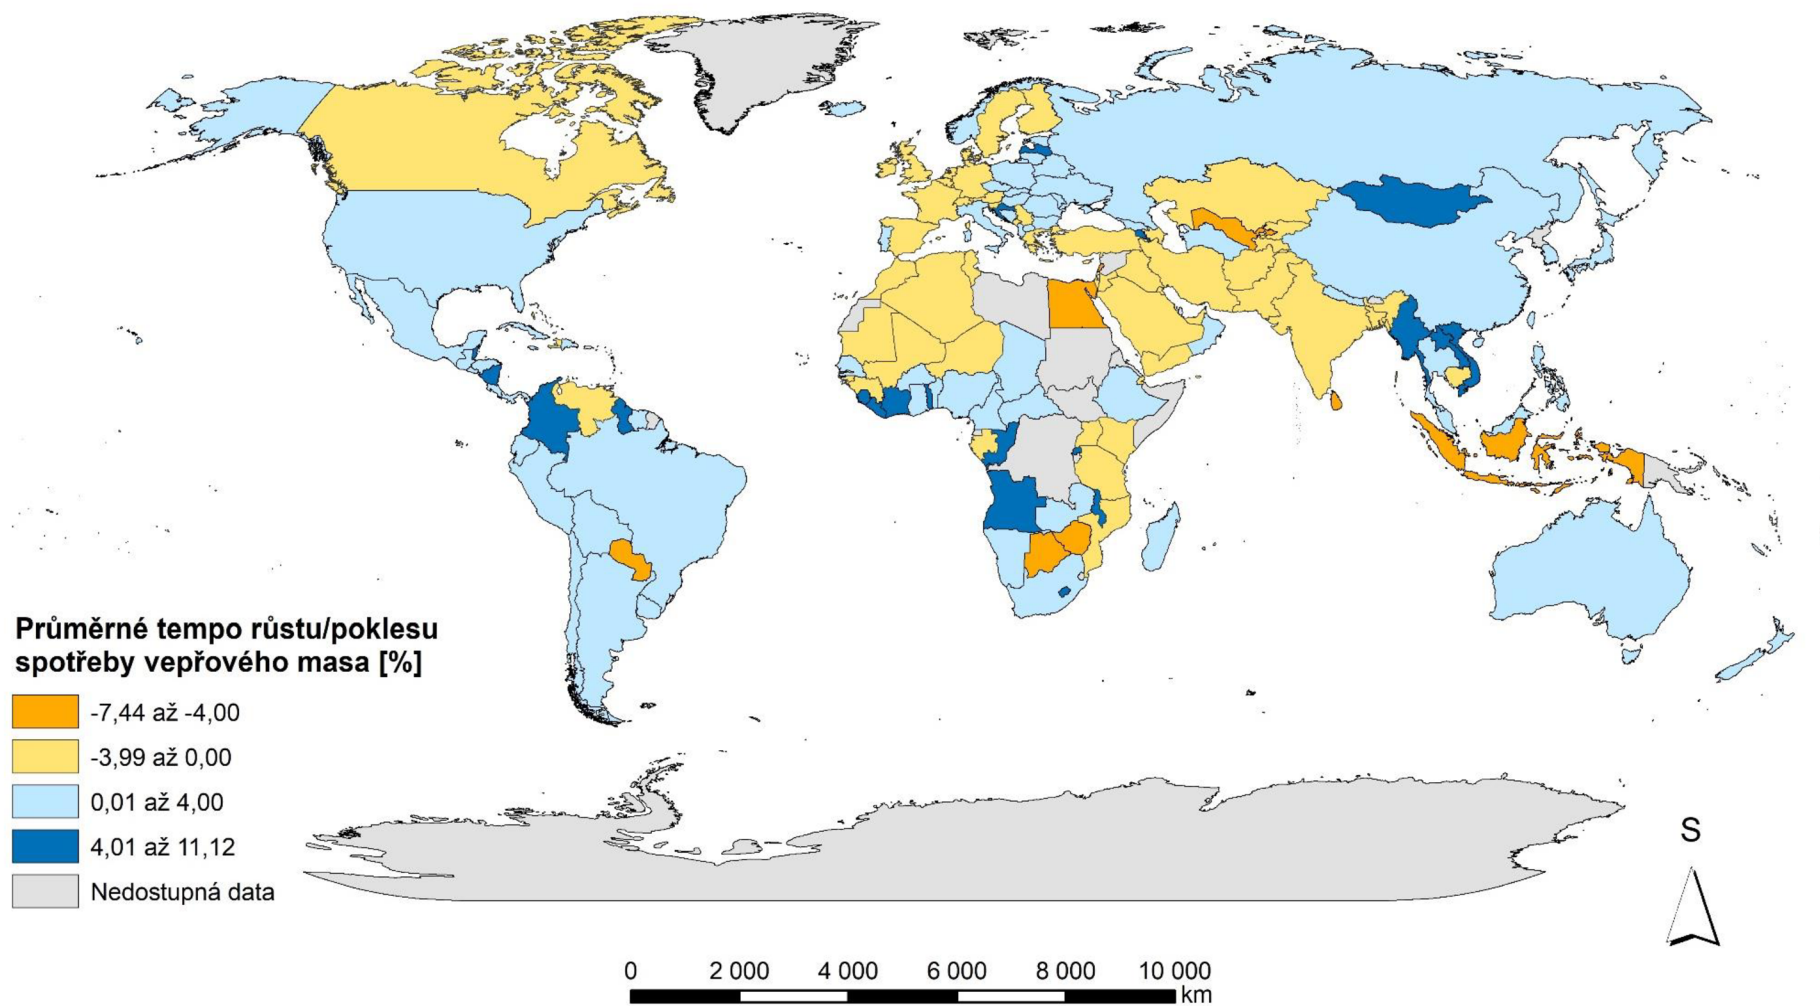 Průměrné tempo růstu/poklesu
spotřeby vepřového masa [%]
-7,44 až -4,00
-3,99 až 0,00
0,01 až 4,00
4,01 až 11,12
Nedostupná data
S
0 2 000 4 000 6 000 8 000 10 000
km